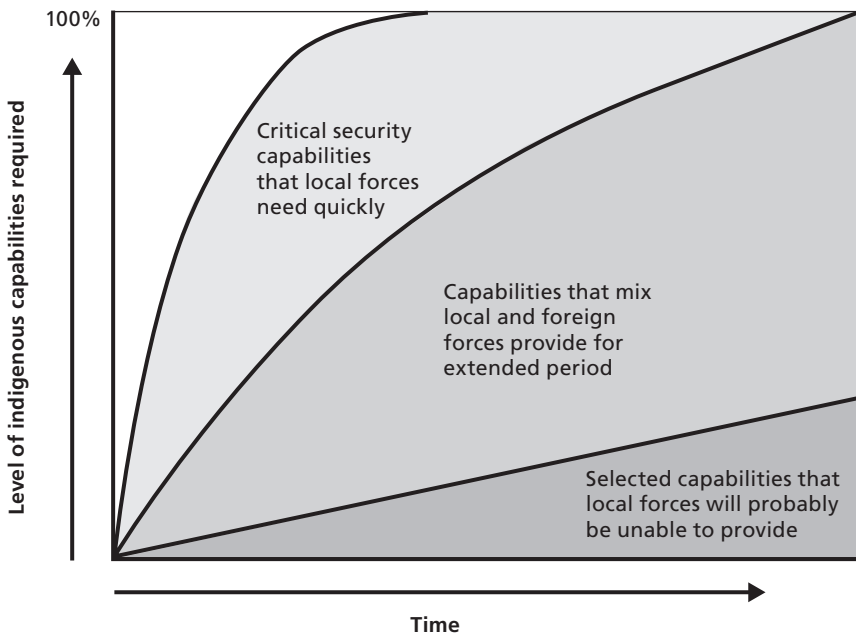 100%
Level of indigenous capabilities required
Critical security
capabilities
that local forces
need quickly
Capabilities that mix
local and foreign
forces provide for
extended period
Selected capabilities that
local forces will probably
be unable to provide
Time